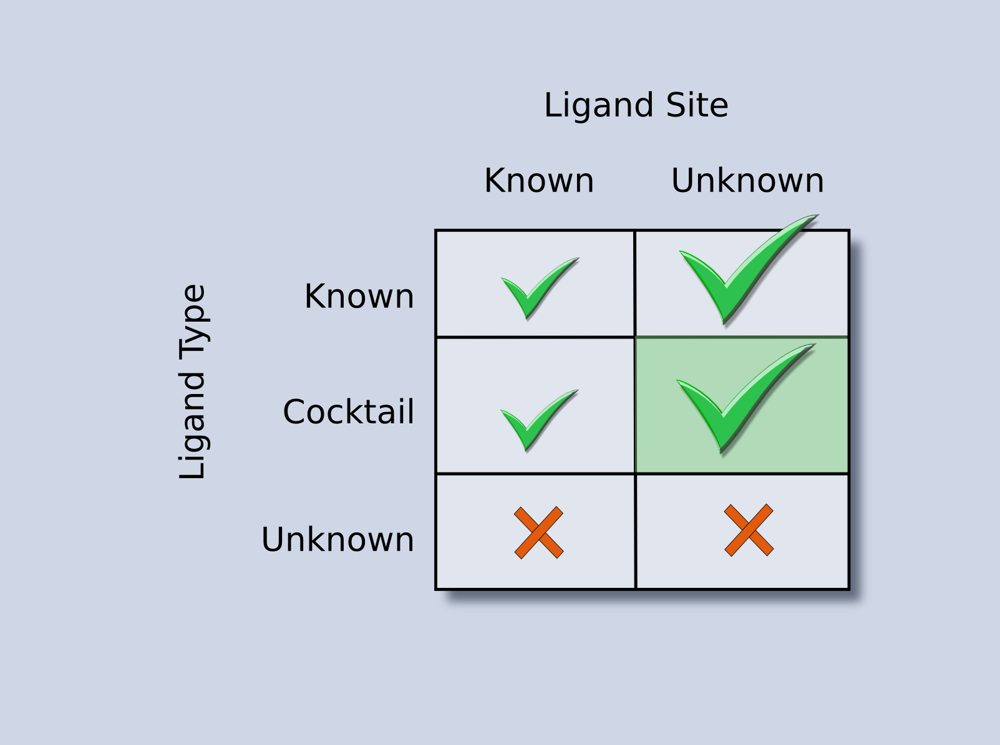 Ligand Site
Known
Unknown
Ligand Type
Known
Cocktail
Unknown